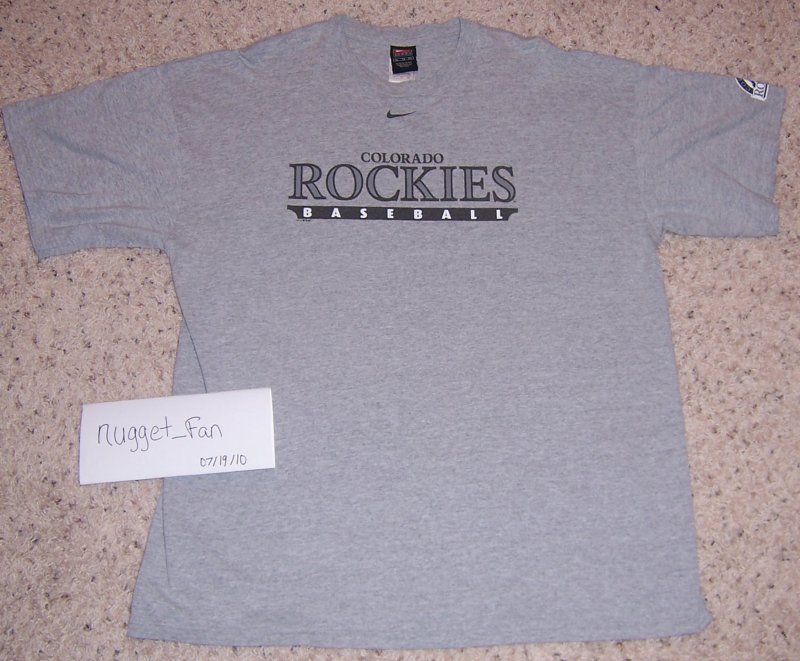 COLORADO
ROCKIES
BASEBALL
nugget_fan
07/19/10